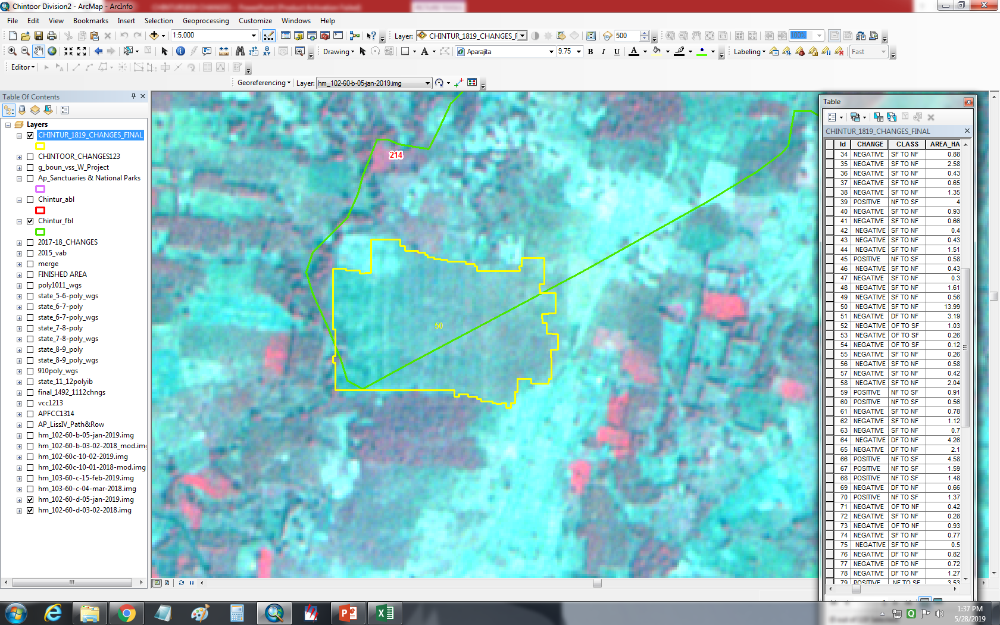 Chintoor Division2 - ArcMap - ArcInfo
File Edit View Bookmarks Insert Selection Geoprocessing Customize Windows Help
1:5,000
Layer: CHINTUR_1819_CHANGES_F
500
100%
Drawing
Aparajita
9.75
B I U A
Labeling
Fast
Editor
Georeferencing Layer: hm_102-60-b-05-jan-2019.img
Table Of Contents
Layers
CHINTUR_1819_CHANGES_FINAL
CHINTOOR_CHANGES123
g_boun_vss_W_Project
Ap_Sanctuaries & National Parks
Chintur_abl
Chintur_fbl
2017-18_CHANGES
2015_vab
merge
FINISHED AREA
poly1011_wgs
state_5-6-poly_wgs
state_6-7-poly
state_6-7-poly_wgs
state_7-8-poly
state_7-8-poly_wgs
state_8-9_poly
state_8-9_poly_wgs
910poly_wgs
state_11_12polyib
final_1492_1112chngs
vcc1213
APFCC1314
AP_LissIV_Path&Row
hm_102-60-b-05-jan-2019.img
hm_102-60-b-03-02-2018_mod.im
hm_102-60c-10-02-2019.img
hm_102-60c-10-01-2018-mod.img
hm_103-60-c-15-feb-2019.img
hm_103-60-c-04-mar-2018.img
hm_102-60-d-05-jan-2019.img
hm_102-60-d-03-02-2018.img
214
50
Table
CHINTUR_1819_CHANGES_FINAL
Id CHANGE CLASS AREA_HA
34 NEGATIVE SF TO NF 0.88
35 NEGATIVE SF TO NF 2.58
36 NEGATIVE SF TO NF 0.43
37 NEGATIVE SF TO NF 0.65
38 NEGATIVE SF TO NF 1.35
39 POSITIVE NF TO SF 4
40 NEGATIVE SF TO NF 0.93
41 NEGATIVE SF TO NF 0.66
42 NEGATIVE SF TO NF 0.4
43 NEGATIVE SF TO NF 0.43
44 NEGATIVE SF TO NF 1.51
45 POSITIVE NF TO SF 0.58
46 NEGATIVE SF TO NF 0.43
47 NEGATIVE SF TO NF 0.3
48 NEGATIVE SF TO NF 1.61
49 NEGATIVE SF TO NF 0.56
50 NEGATIVE SF TO NF 13.99
51 NEGATIVE DF TO NF 3.19
52 NEGATIVE OF TO SF 1.03
53 NEGATIVE OF TO SF 0.26
54 NEGATIVE OF TO SF 0.12
55 NEGATIVE SF TO NF 0.26
56 NEGATIVE SF TO NF 0.58
57 NEGATIVE SF TO NF 0.42
58 NEGATIVE SF TO NF 2.04
59 POSITIVE NF TO SF 0.91
60 POSITIVE NF TO SF 0.56
61 NEGATIVE SF TO NF 0.78
62 NEGATIVE SF TO NF 1.12
63 NEGATIVE SF TO NF 0.7
64 NEGATIVE DF TO NF 4.26
65 NEGATIVE DF TO NF 2.1
66 POSITIVE NF TO SF 4.58
67 POSITIVE NF TO SF 1.59
68 POSITIVE NF TO SF 1.48
69 NEGATIVE DF TO NF 0.66
70 POSITIVE NF TO SF 1.37
71 NEGATIVE OF TO NF 0.42
72 NEGATIVE SF TO NF 0.28
73 NEGATIVE OF TO NF 0.93
74 NEGATIVE SF TO NF 0.77
75 NEGATIVE SF TO NF 0.5
76 NEGATIVE DF TO NF 0.82
77 NEGATIVE DF TO NF 0.72
78 NEGATIVE DF TO NF 1.27
79 POSITIVE NF TO SF 3.53
1:37 PM
5/28/2019